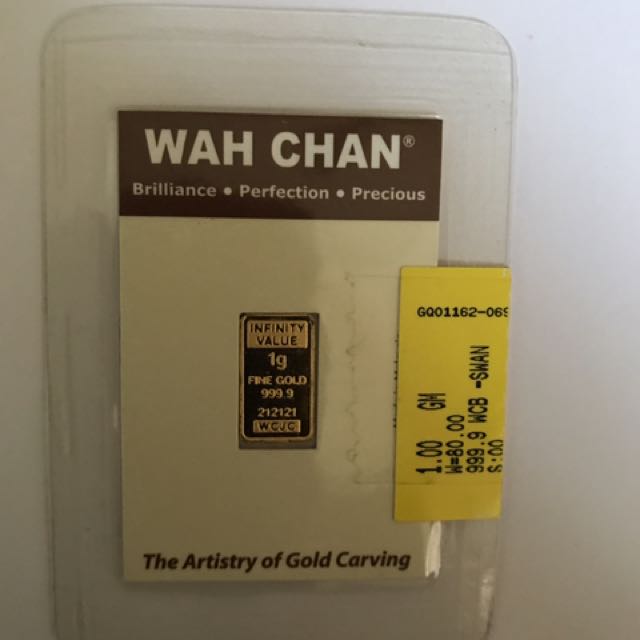 WAH CHAN®
Brilliance • Perfection • Precious
INFINITY
VALUE
1g
FINE GOLD
999.9
212121
WCJC
GQ01162-069
1.00 GM
W=80.00
999.9 WCB -SWAN
S:00
The Artistry of Gold Carving